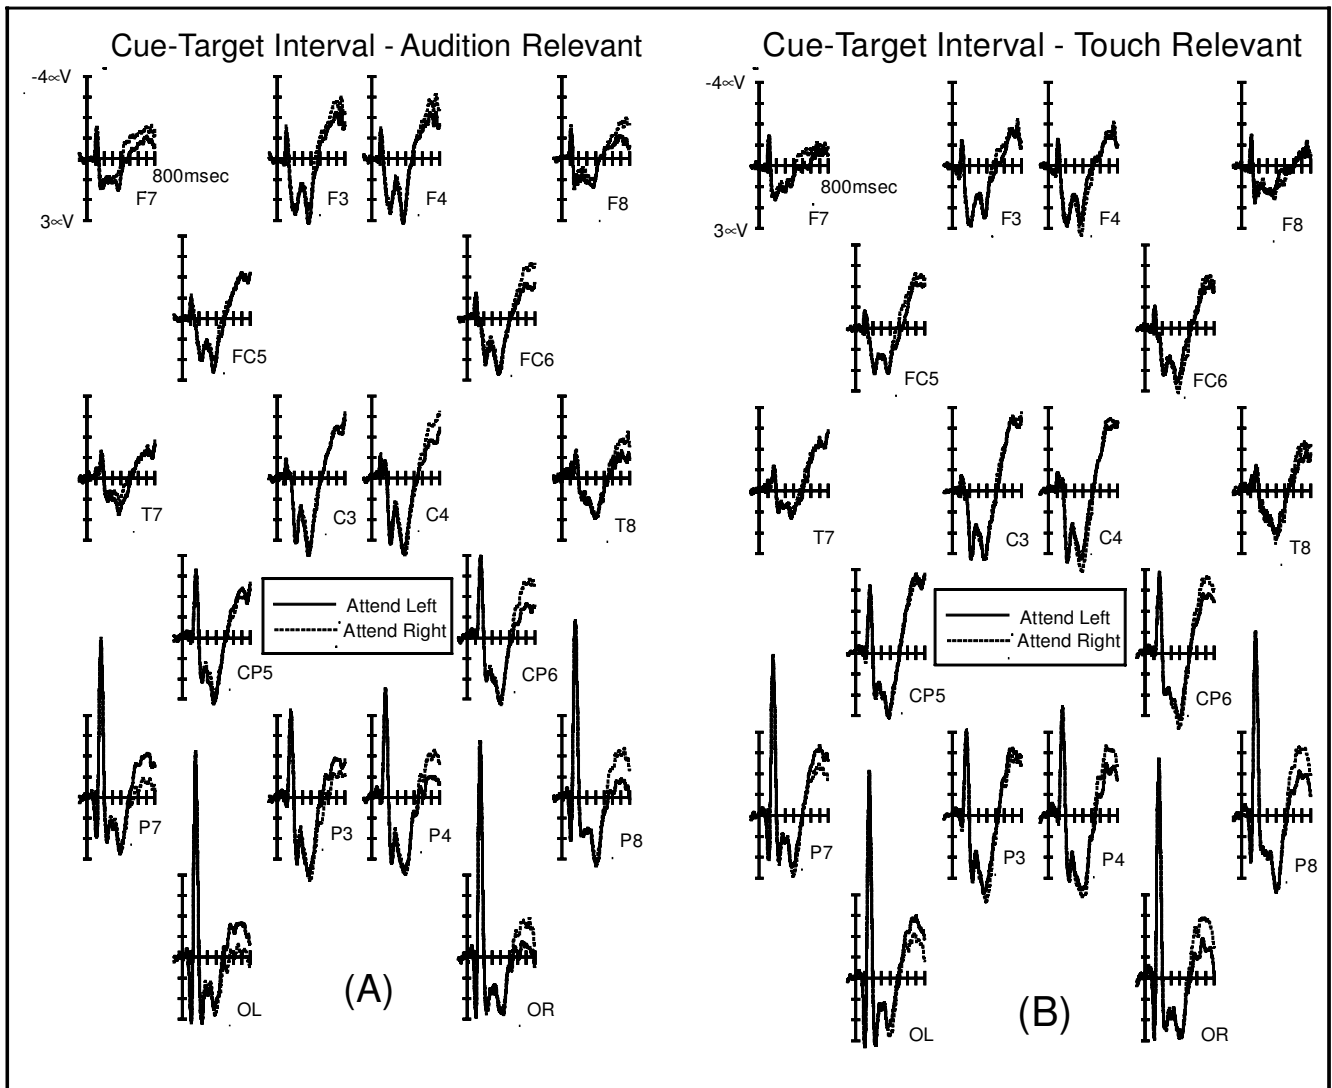 Cue-Target Interval - Audition Relevant
Cue-Target Interval - Touch Relevant
-4∝V
800msec
3∝V
F7
F3
F4
F8
FC5
FC6
T7
C3
C4
T8
Attend Left
Attend Right
CP5
CP6
P7
P3
P4
P8
OL
OR
(A)
-4∝V
800msec
3∝V
F7
F3
F4
F8
FC5
FC6
T7
C3
C4
T8
Attend Left
Attend Right
CP5
CP6
P7
P3
P4
P8
OL
OR
(B)